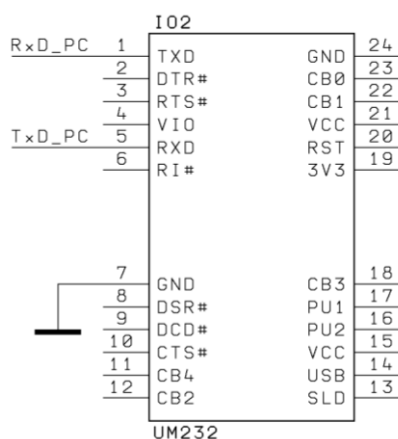 IO2
RxD_PC 1 TXD GND 24
2 DTR# CB0 23
3 RTS# CB1 22
4 VIO VCC 21
TxD_PC 5 RXD RST 20
6 RI# 3V3 19
7 GND CB3 18
8 DSR# PU1 17
9 DCD# PU2 16
10 CTS# VCC 15
11 CB4 USB 14
12 CB2 SLD 13
UM232